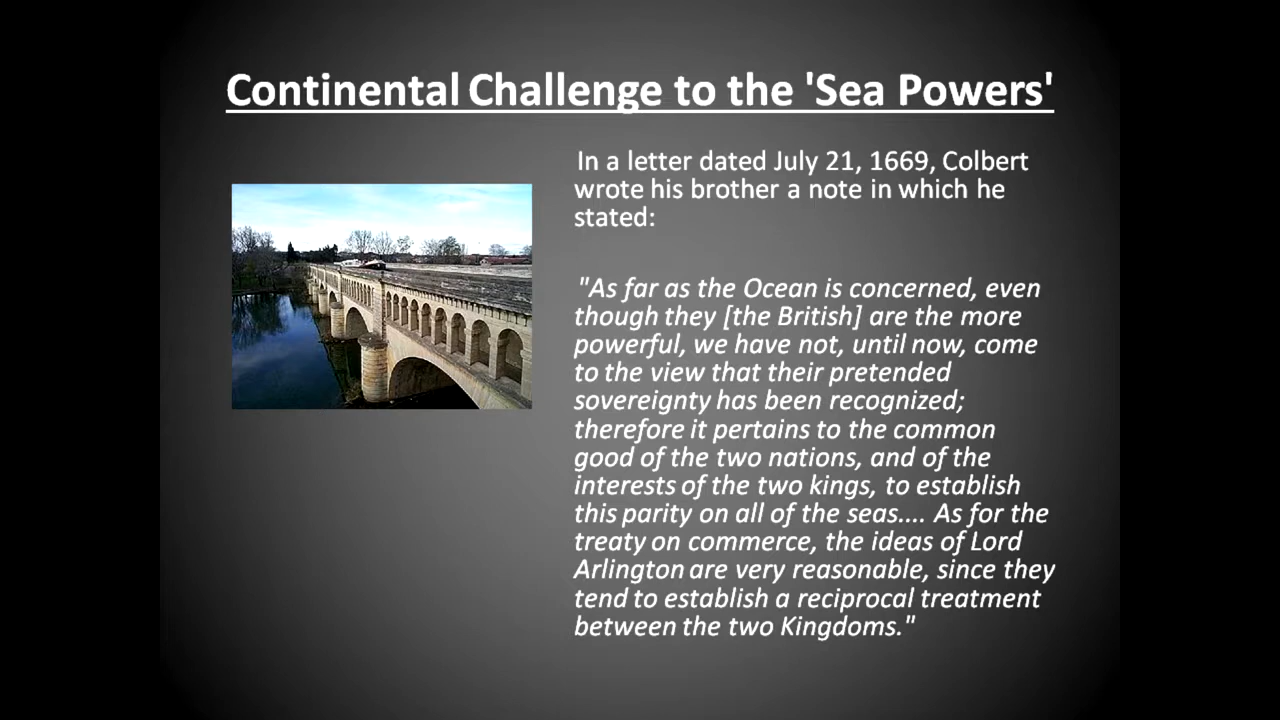 Continental Challenge to the 'Sea Powers'
In a letter dated July 21, 1669, Colbert
wrote his brother a note in which he
stated:
"As far as the Ocean is concerned, even
though they [the British] are the more
powerful, we have not, until now, come
to the view that their pretended
sovereignty has been recognized;
therefore it pertains to the common
good of the two nations, and of the
interests of the two kings, to establish
this parity on all of the seas.... As for the
treaty on commerce, the ideas of Lord
Arlington are very reasonable, since they
tend to establish a reciprocal treatment
between the two Kingdoms."